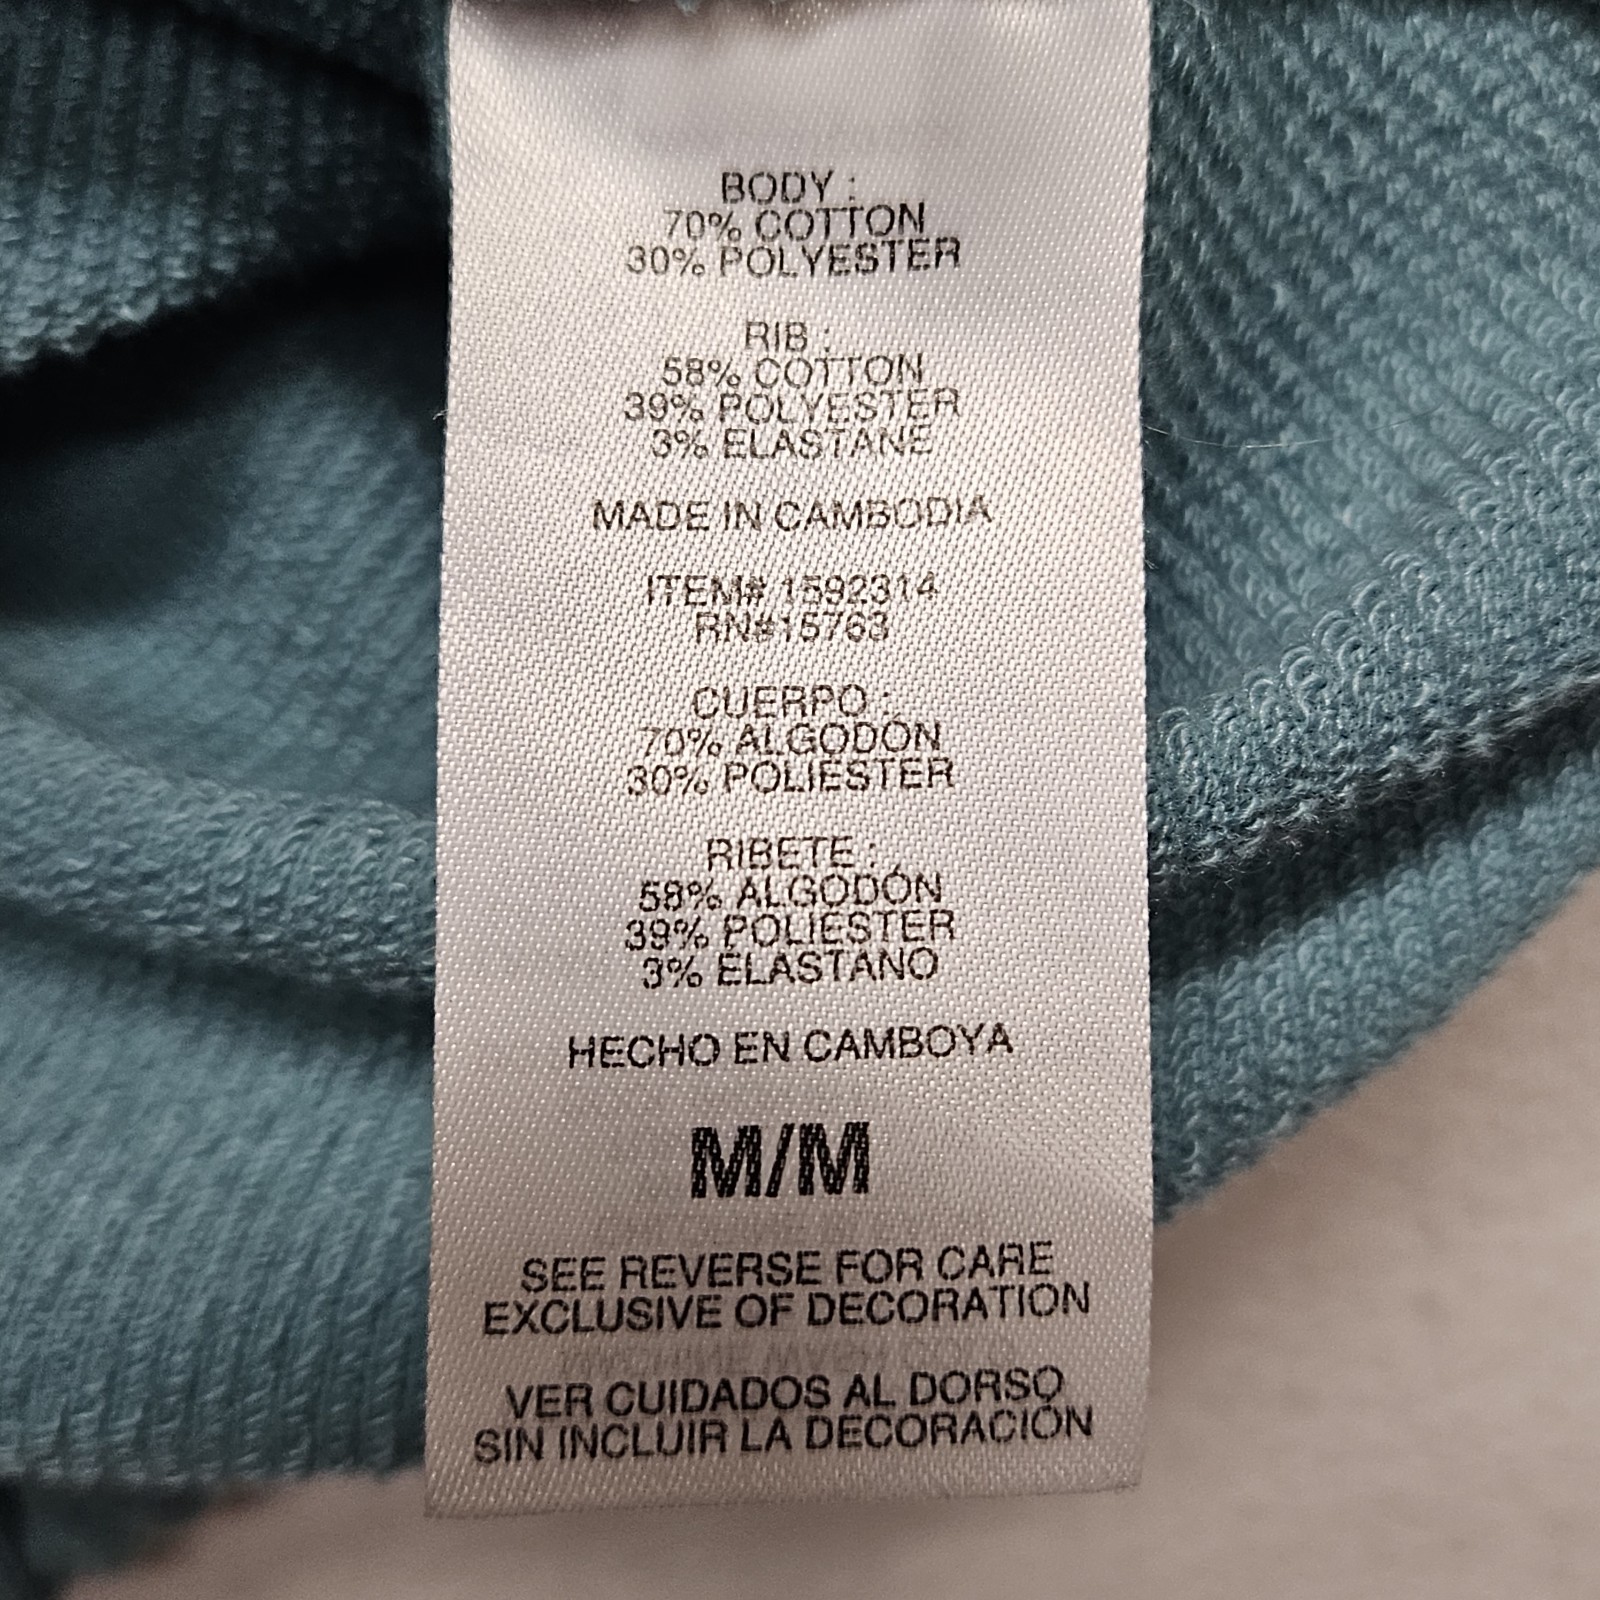 BODY :
70% COTTON
30% POLYESTER
RIB :
58% COTTON
39% POLYESTER
3% ELASTANE
MADE IN CAMBODIA
ITEM# 1592314
RN#15763
CUERPO :
70% ALGODÓN
30% POLIESTER
RIBETE :
58% ALGODÓN
39% POLIESTER
3% ELASTANO
HECHO EN CAMBOYA
M/M
SEE REVERSE FOR CARE
EXCLUSIVE OF DECORATION
VER CUIDADOS AL DORSO
SIN INCLUIR LA DECORACIÓN